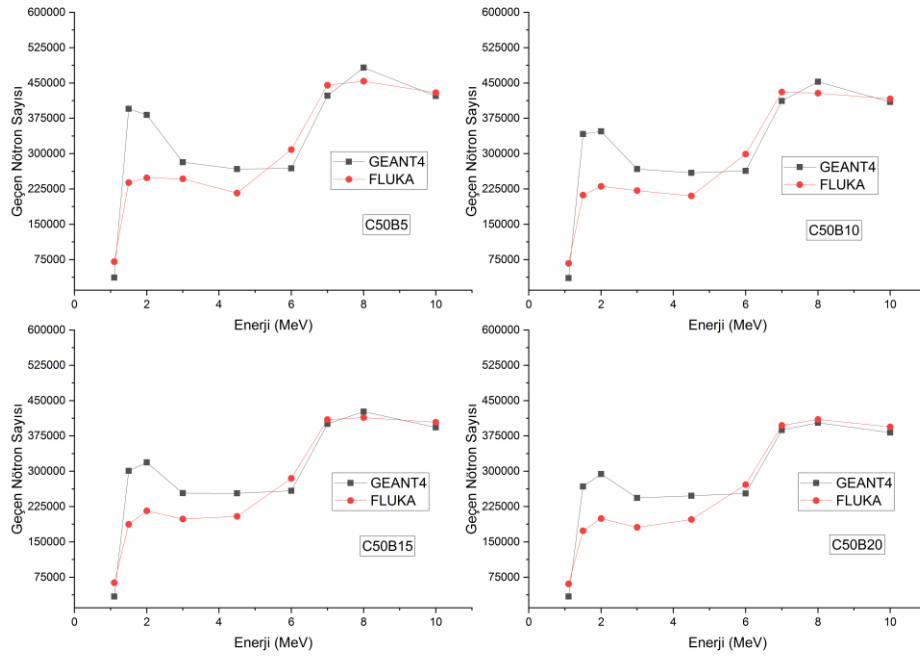 600000
525000
450000
375000
300000
225000
150000
75000
Geçen Nötron Sayısı
GEANT4
FLUKA
C50B5
0 2 4 6 8 10
Enerji (MeV)
600000
525000
450000
375000
300000
225000
150000
75000
Geçen Nötron Sayısı
GEANT4
FLUKA
C50B10
0 2 4 6 8 10
Enerji (MeV)
600000
525000
450000
375000
300000
225000
150000
75000
Geçen Nötron Sayısı
GEANT4
FLUKA
C50B15
0 2 4 6 8 10
Enerji (MeV)
600000
525000
450000
375000
300000
225000
150000
75000
Geçen Nötron Sayısı
GEANT4
FLUKA
C50B20
0 2 4 6 8 10
Enerji (MeV)